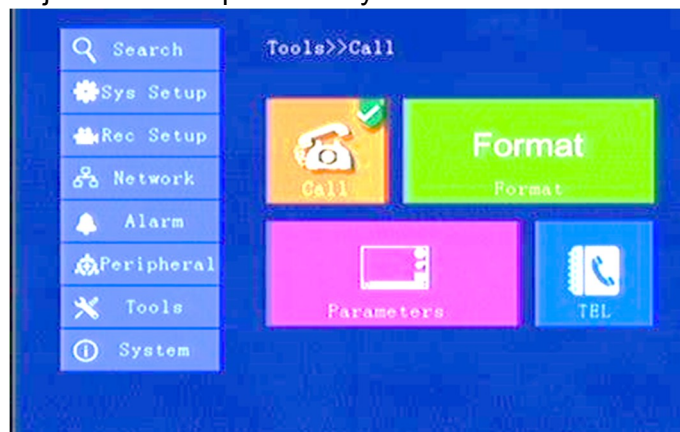 Search
Sys Setup
Rec Setup
Network
Alarm
Peripheral
Tools
System
Tools>>Call
Call
Format
Format
Parameters
TEL